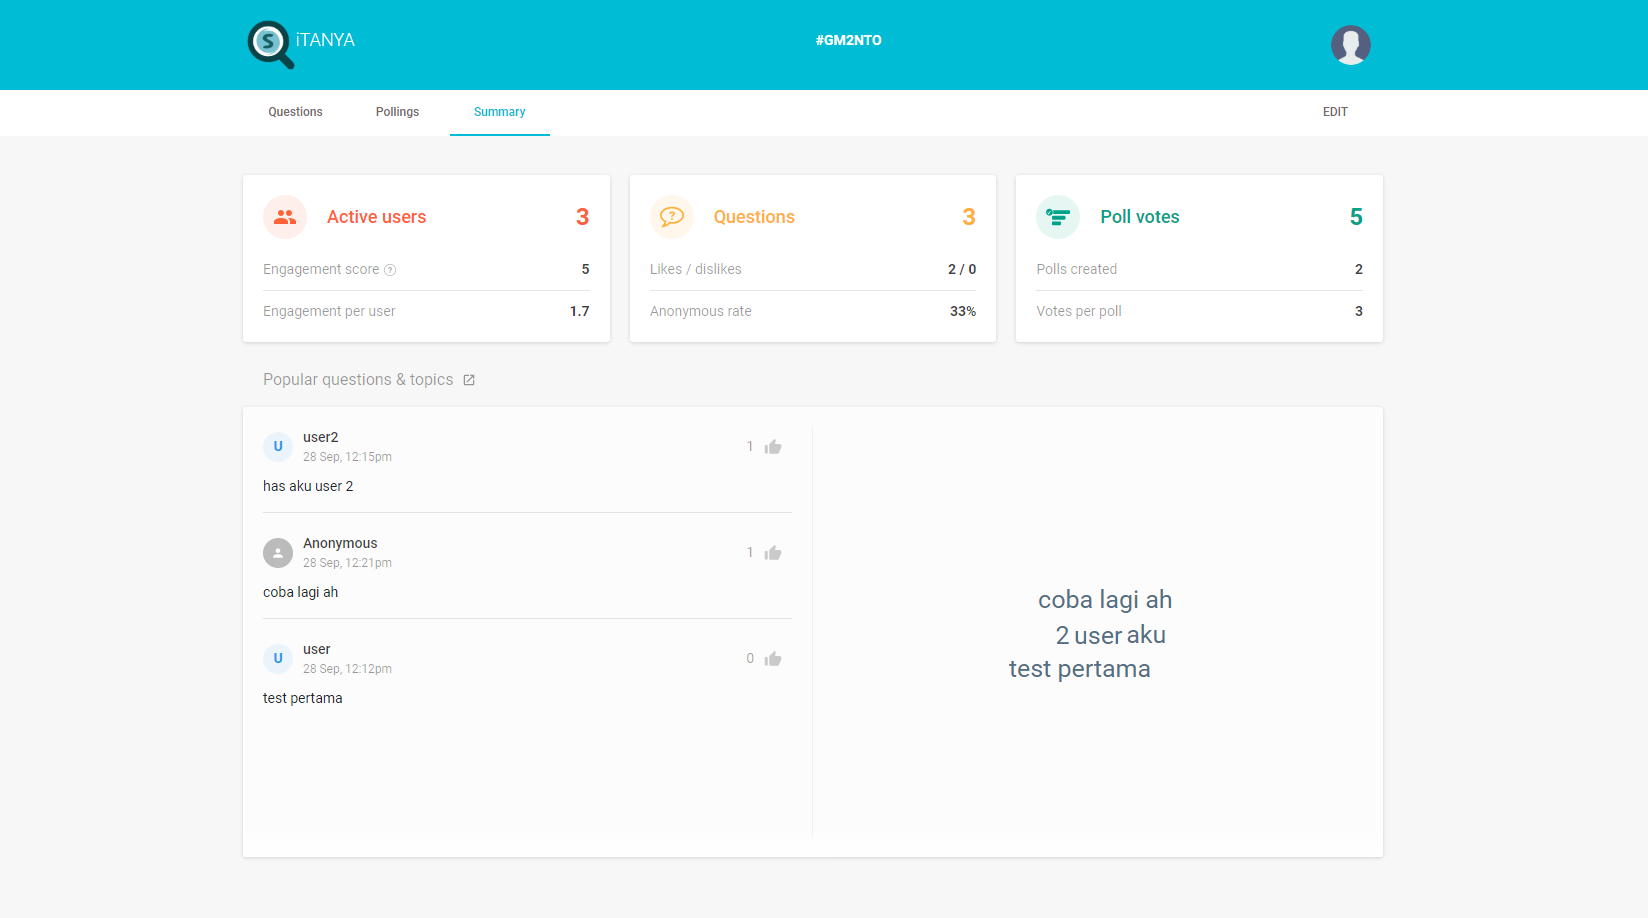 iTANYA
#GM2NTO
Questions Pollings Summary EDIT
Active users 3
Engagement score 5
Engagement per user 1.7
Questions 3
Likes / dislikes 2 / 0
Anonymous rate 33%
Poll votes 5
Polls created 2
Votes per poll 3
Popular questions & topics
U user2 1
28 Sep, 12:15pm
has aku user 2
Anonymous 1
28 Sep, 12:21pm
coba lagi ah
U user 0
28 Sep, 12:12pm
test pertama
coba lagi ah
2 user aku
test pertama